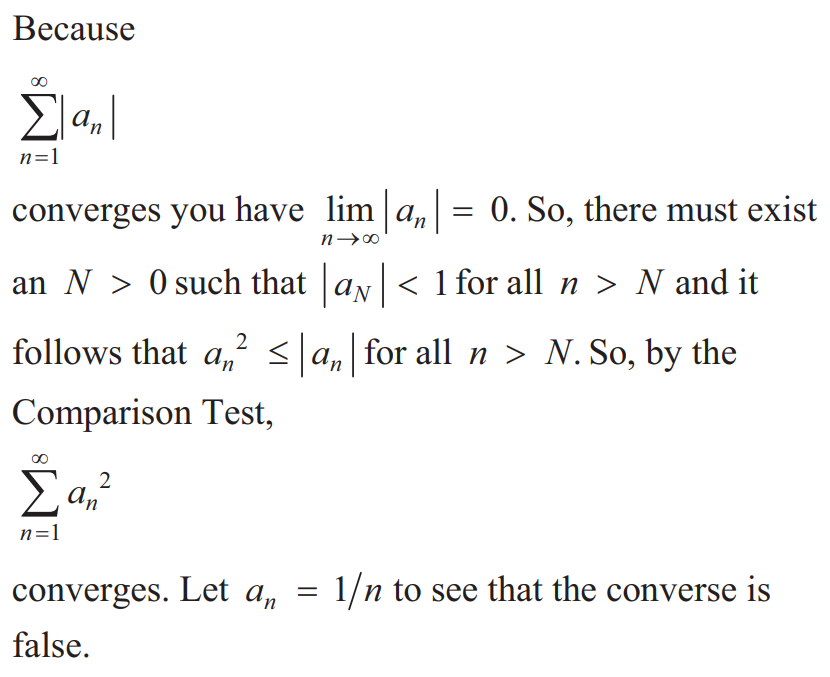 Because
$\sum_{n=1}^{\infty} |a_n|$
converges you have $\lim_{n \to \infty} |a_n| = 0$. So, there must exist
an $N > 0$ such that $|a_N| < 1$ for all $n > N$ and it
follows that $a_n^2 \leq |a_n|$ for all $n > N$. So, by the
Comparison Test,
$\sum_{n=1}^{\infty} a_n^2$
converges. Let $a_n = 1/n$ to see that the converse is
false.